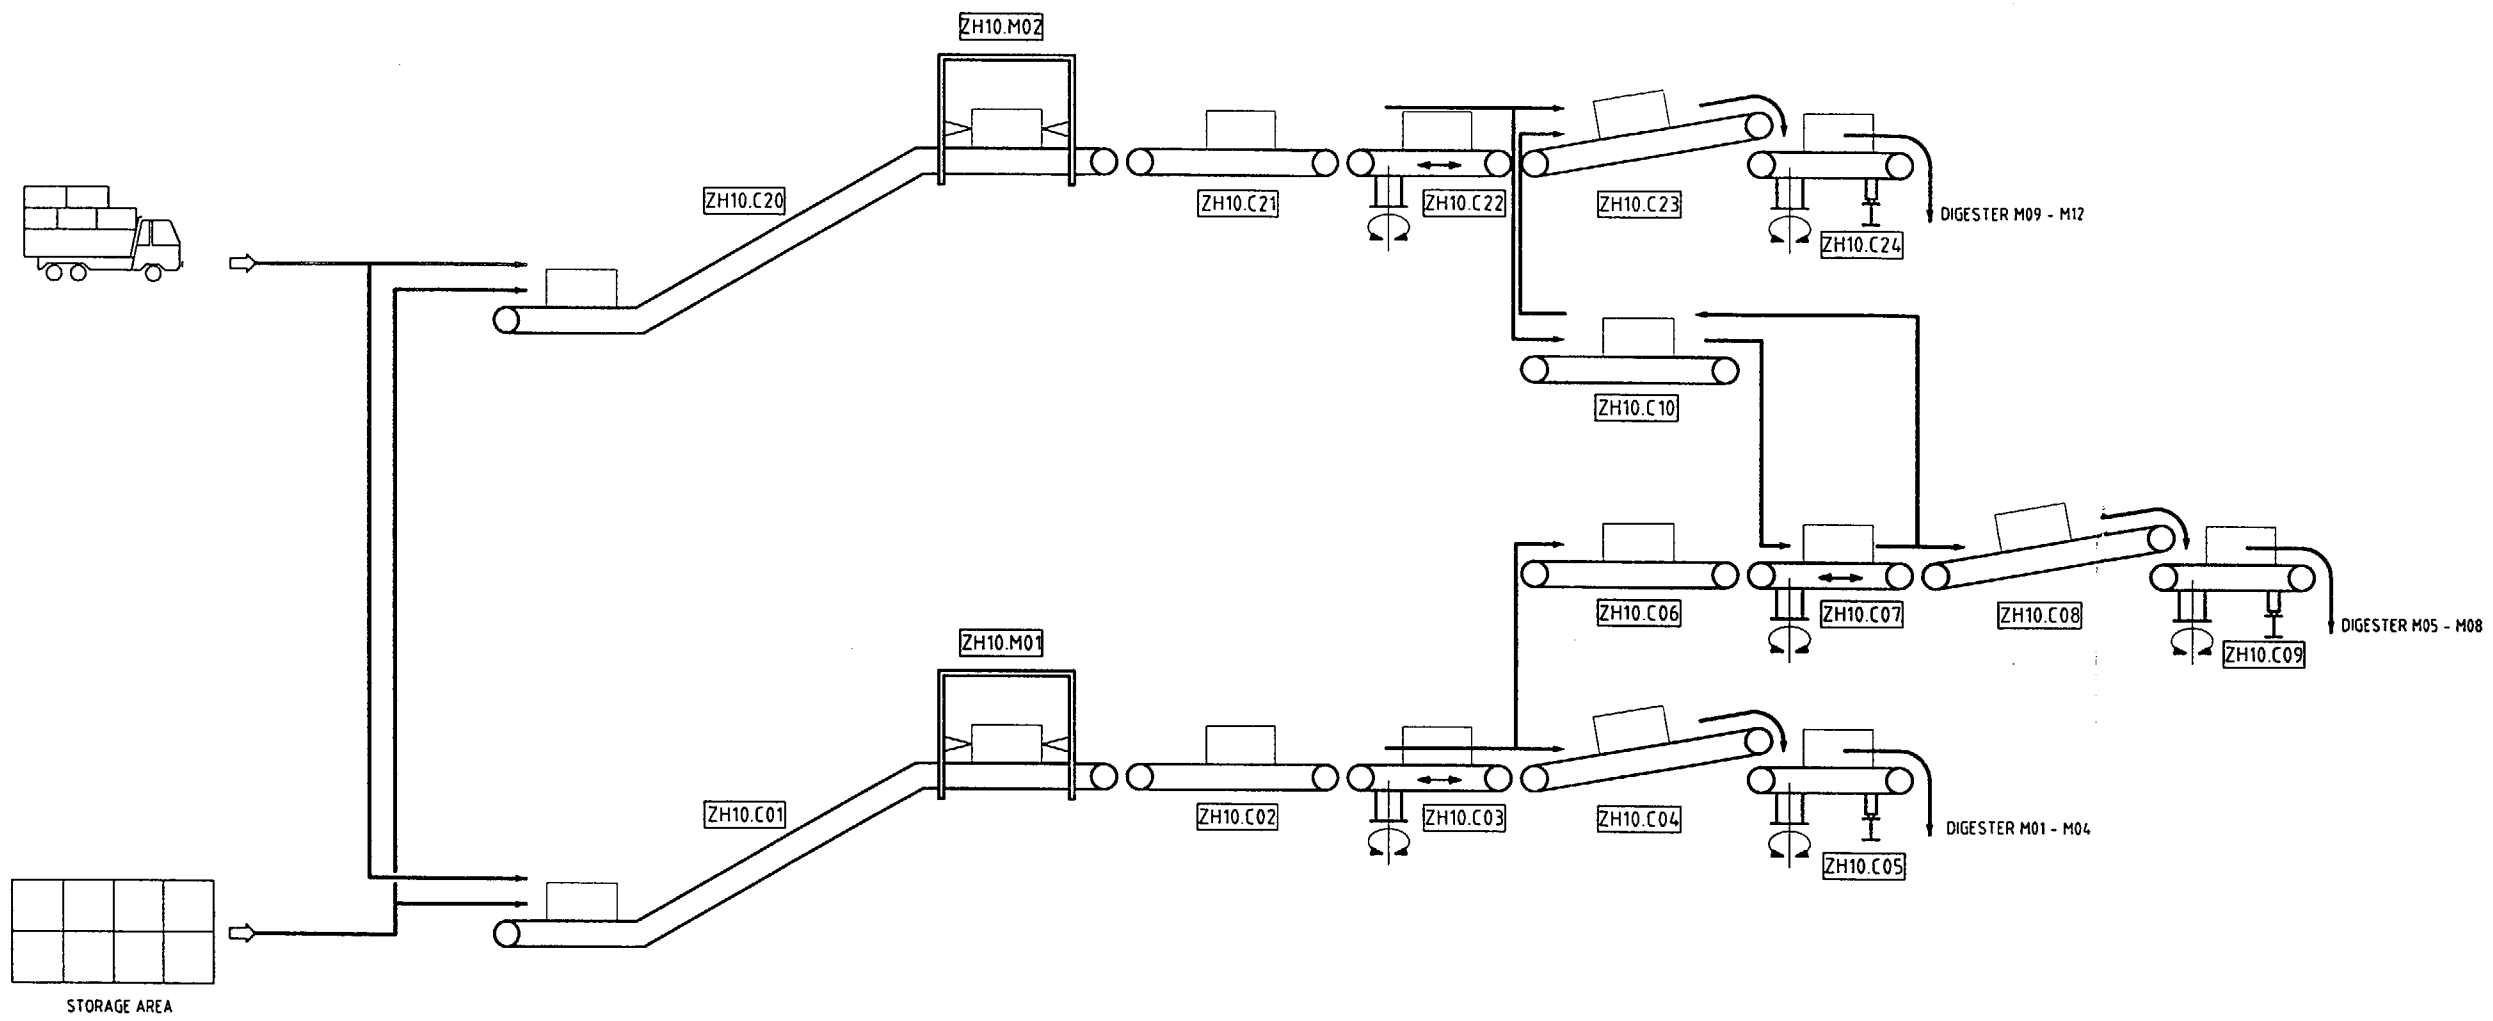 ZH10.M02
ZH10.C20
ZH10.C21
ZH10.C22
ZH10.C23
DIGESTER M09 - M12
ZH10.C24
ZH10.C10
ZH10.C06
ZH10.C07
ZH10.C08
DIGESTER M05 - M08
ZH10.C09
ZH10.M01
ZH10.C01
ZH10.C02
ZH10.C03
ZH10.C04
DIGESTER M01 - M04
ZH10.C05
STORAGE AREA